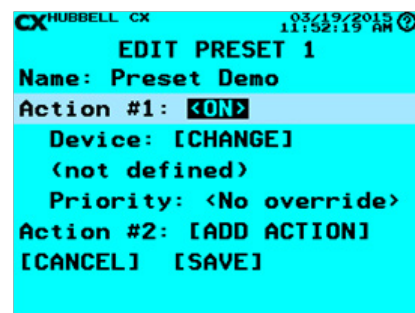 CX HUBBELL CX 03/19/2015 11:52:19 AM ?
EDIT PRESET 1
Name: Preset Demo
Action #1: <ON>
Device: [CHANGE]
(not defined)
Priority: <No override>
Action #2: [ADD ACTION]
[CANCEL] [SAVE]